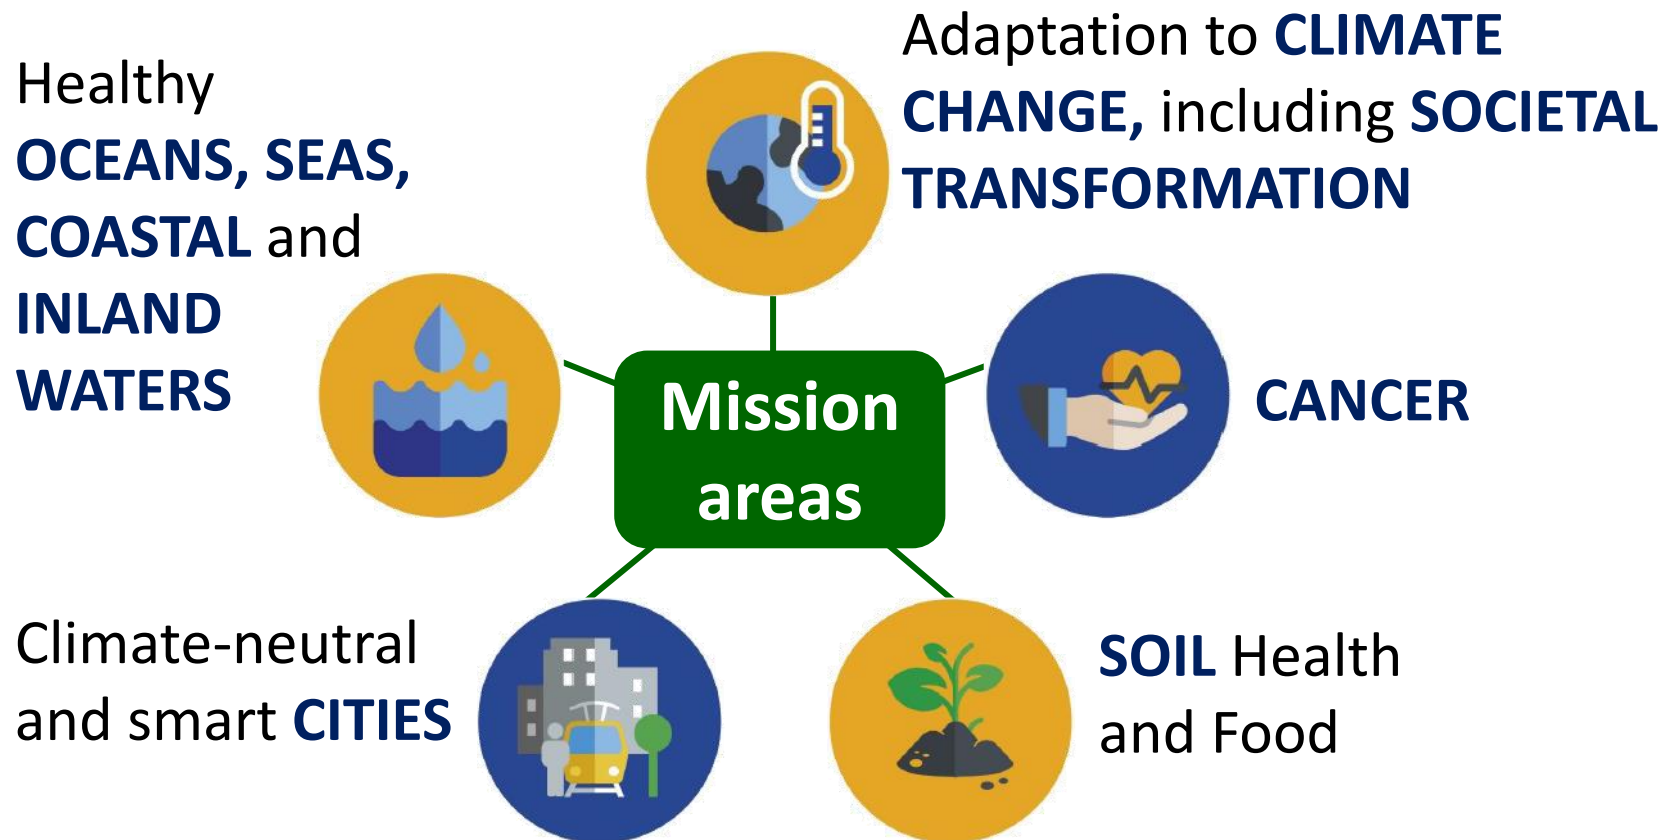 Healthy
OCEANS, SEAS,
COASTAL and
INLAND
WATERS
Adaptation to CLIMATE
CHANGE, including SOCIETAL
TRANSFORMATION
Mission
areas
CANCER
Climate-neutral
and smart CITIES
SOIL Health
and Food